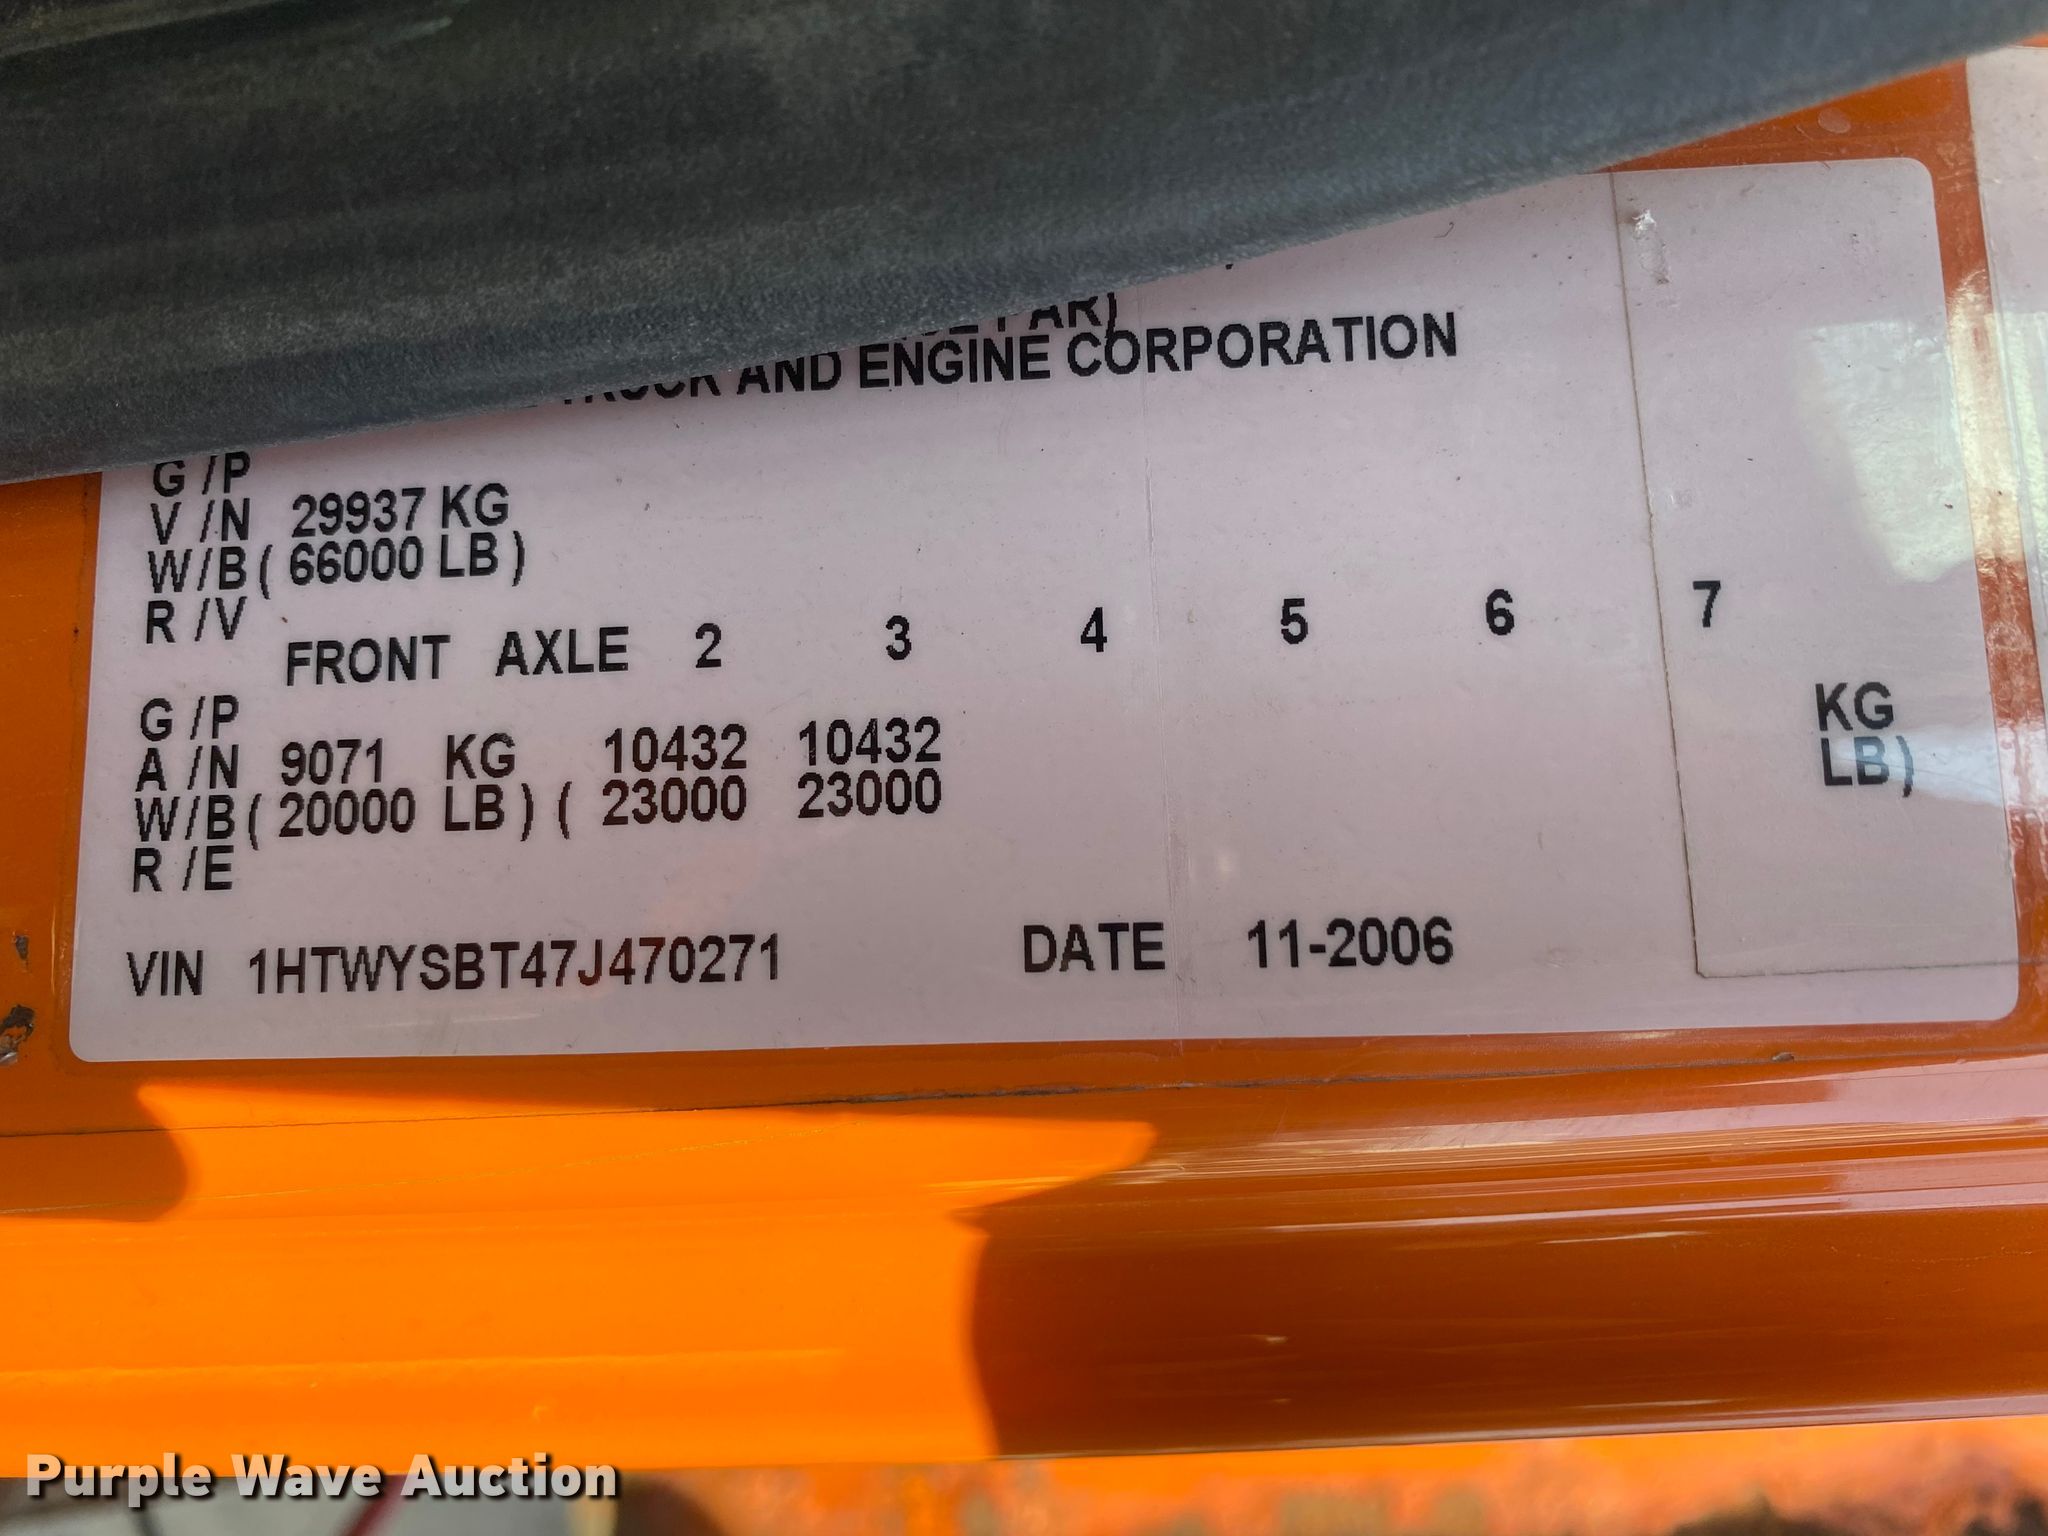 AND ENGINE CORPORATION
G /P
V /N 29937 KG
W/B ( 66000 LB )
R /V
FRONT AXLE 2 3 4 5 6 7
G /P
A /N 9071 KG 10432 10432 KG
W/B ( 20000 LB ) ( 23000 23000 LB)
R /E
VIN 1HTWYSBT47J470271 DATE 11-2006
Purple Wave Auction